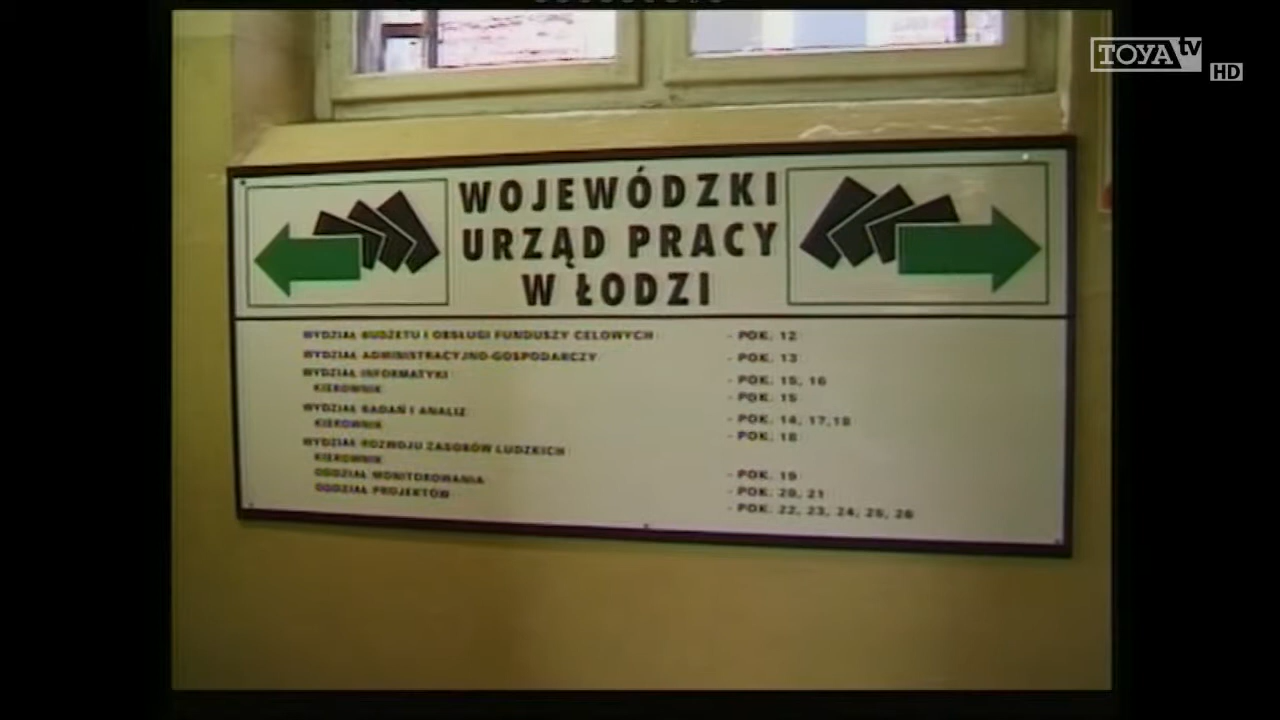 TOYA tv
HD
WOJEWÓDZKI
URZĄD PRACY
W ŁODZI
WYDZIAŁ BUDŻETU I OBSŁUGI FUNDUSZY CELOWYCH - POK. 12
WYDZIAŁ ADMINISTRACYJNO-GOSPODARCZY - POK. 13
WYDZIAŁ INFORMATYKI - POK. 15, 16
KIEROWNIK - POK. 15
WYDZIAŁ BADAŃ I ANALIZ - POK. 14, 17,18
KIEROWNIK - POK. 18
WYDZIAŁ ROZWOJU ZASOBÓW LUDZKICH
KIEROWNIK - POK. 19
ODDZIAŁ MONITOROWANIA - POK. 20, 21
ODDZIAŁ PROJEKTÓW - POK. 22, 23, 24, 25, 26